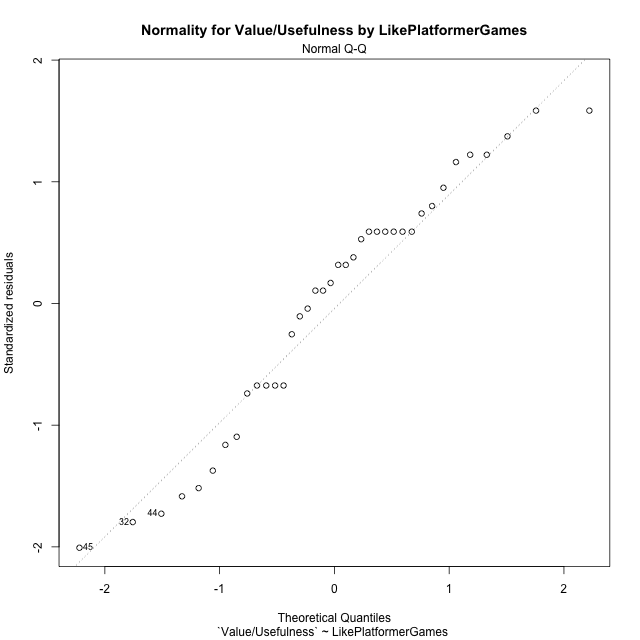 Normality for Value/Usefulness by LikePlatformerGames
Normal Q-Q
2
1
0
-1
-2
Standardized residuals
45
32
44
-2 -1 0 1 2
Theoretical Quantiles
`Value/Usefulness` ~ LikePlatformerGames